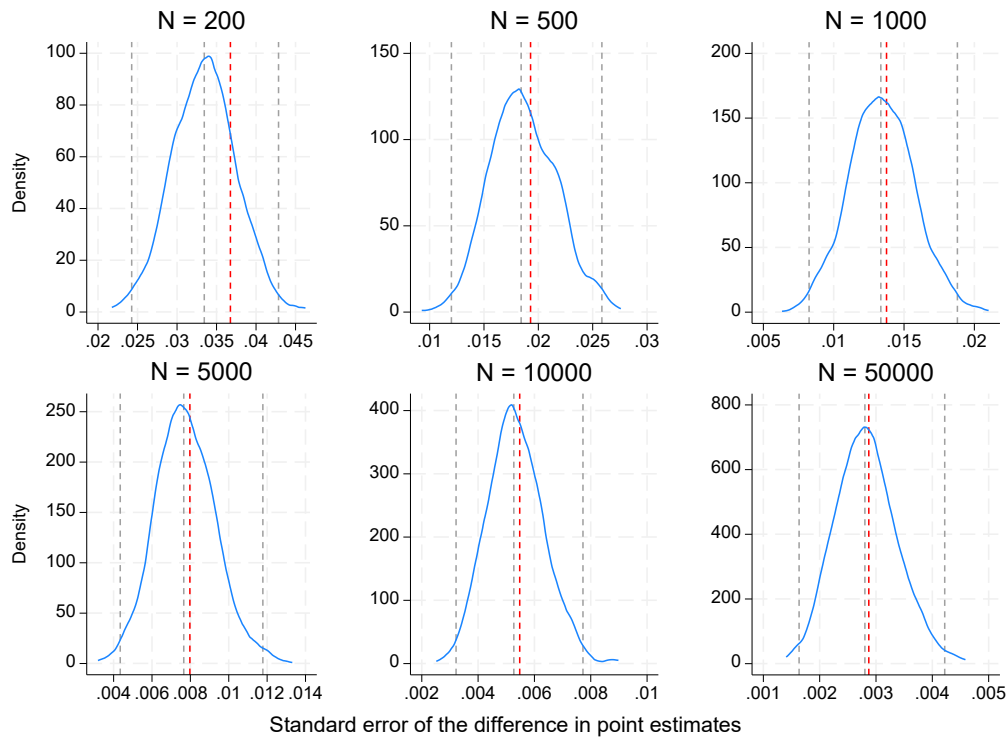 N = 200
N = 500
N = 1000
100
80
60
40
20
0
Density
.02 .025 .03 .035 .04 .045
150
100
50
0
.01 .015 .02 .025 .03
200
150
100
50
0
.005 .01 .015 .02
N = 5000
N = 10000
N = 50000
250
200
150
100
50
0
Density
.004 .006 .008 .01 .012 .014
400
300
200
100
0
.002 .004 .006 .008 .01
800
600
400
200
0
.001 .002 .003 .004 .005
Standard error of the difference in point estimates